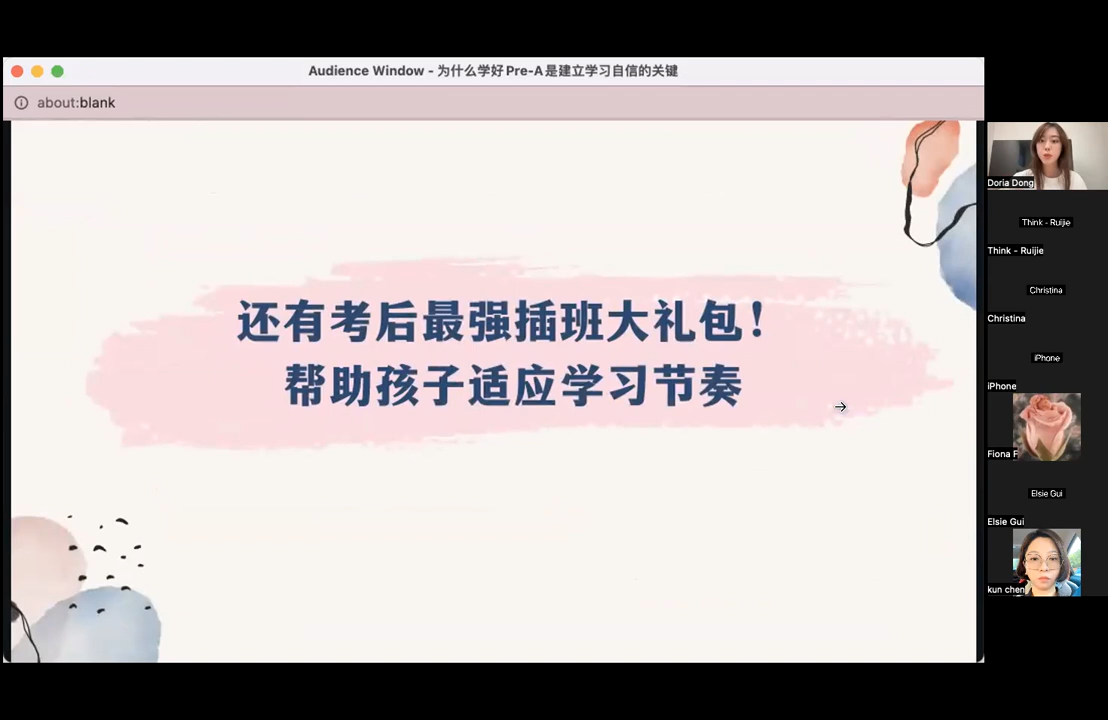 Audience Window - 为什么学好Pre-A是建立学习自信的关键
about:blank
还有考后最强插班大礼包！
帮助孩子适应学习节奏
Doria Dong
Think - Ruijie
Think - Ruijie
Christina
Christina
iPhone
iPhone
Fiona F
Elsie Gui
Elsie Gui
kun chen